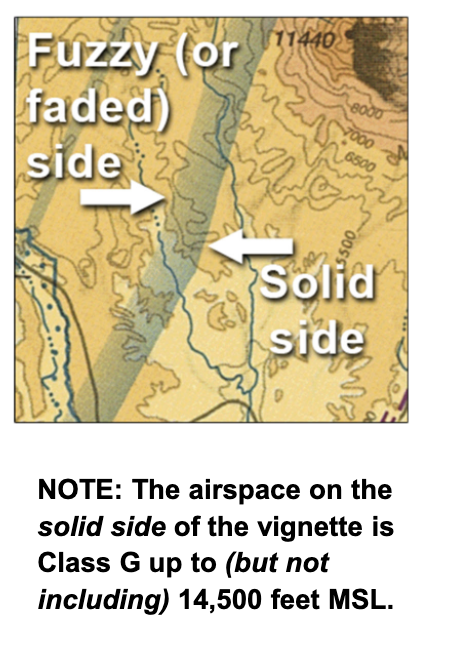 Fuzzy (or
faded)
side
11440
8000
7000
6500
5500
Solid
side
NOTE: The airspace on the
solid side of the vignette is
Class G up to (but not
including) 14,500 feet MSL.